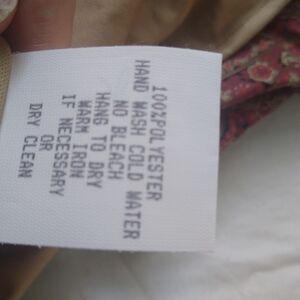 100%POLYESTER
HAND WASH COLD WATER
NO BLEACH
HANG TO DRY
WARM IRON
IF NECESSARY
OR
DRY CLEAN